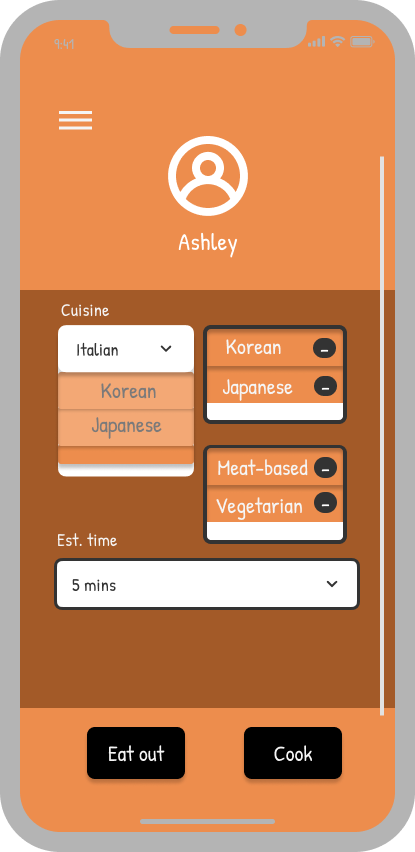 9:41
Ashley
Cuisine
Italian
Korean
Japanese
Korean
Japanese
Meat-based
Vegetarian
Est. time
5 mins
Eat out
Cook